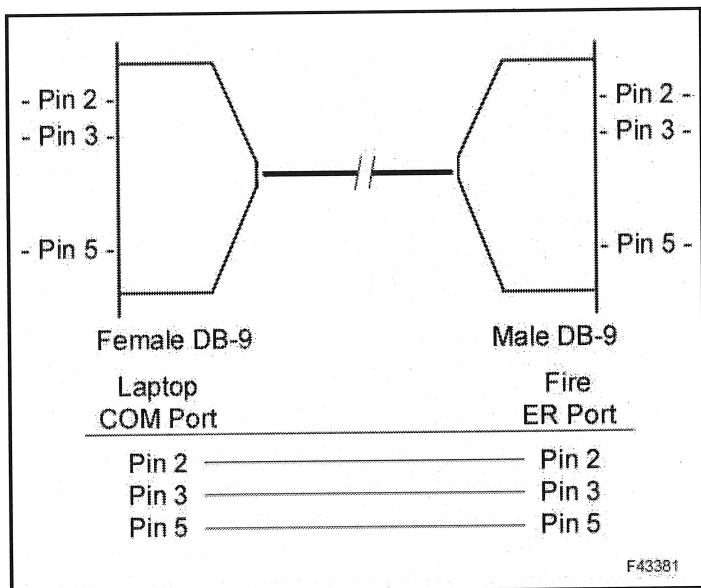 - Pin 2 -
- Pin 3 -
- Pin 5 -
- Pin 2 -
- Pin 3 -
- Pin 5 -
Female DB-9
Male DB-9
Laptop
COM Port
Fire
ER Port
Pin 2
Pin 2
Pin 3
Pin 3
Pin 5
Pin 5
F43381